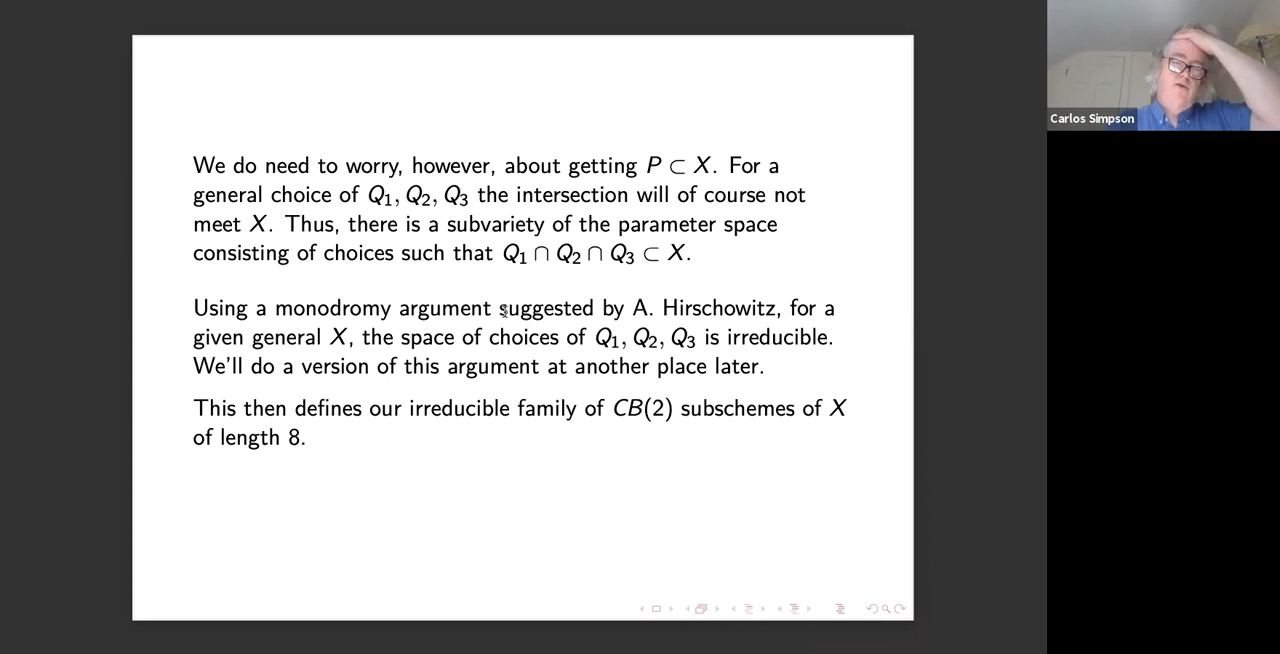 We do need to worry, however, about getting P ⊂ X. For a
general choice of Q₁, Q₂, Q₃ the intersection will of course not
meet X. Thus, there is a subvariety of the parameter space
consisting of choices such that Q₁ ∩ Q₂ ∩ Q₃ ⊂ X.
Using a monodromy argument suggested by A. Hirschowitz, for a
given general X, the space of choices of Q₁, Q₂, Q₃ is irreducible.
We'll do a version of this argument at another place later.
This then defines our irreducible family of CB(2) subschemes of X
of length 8.
Carlos Simpson